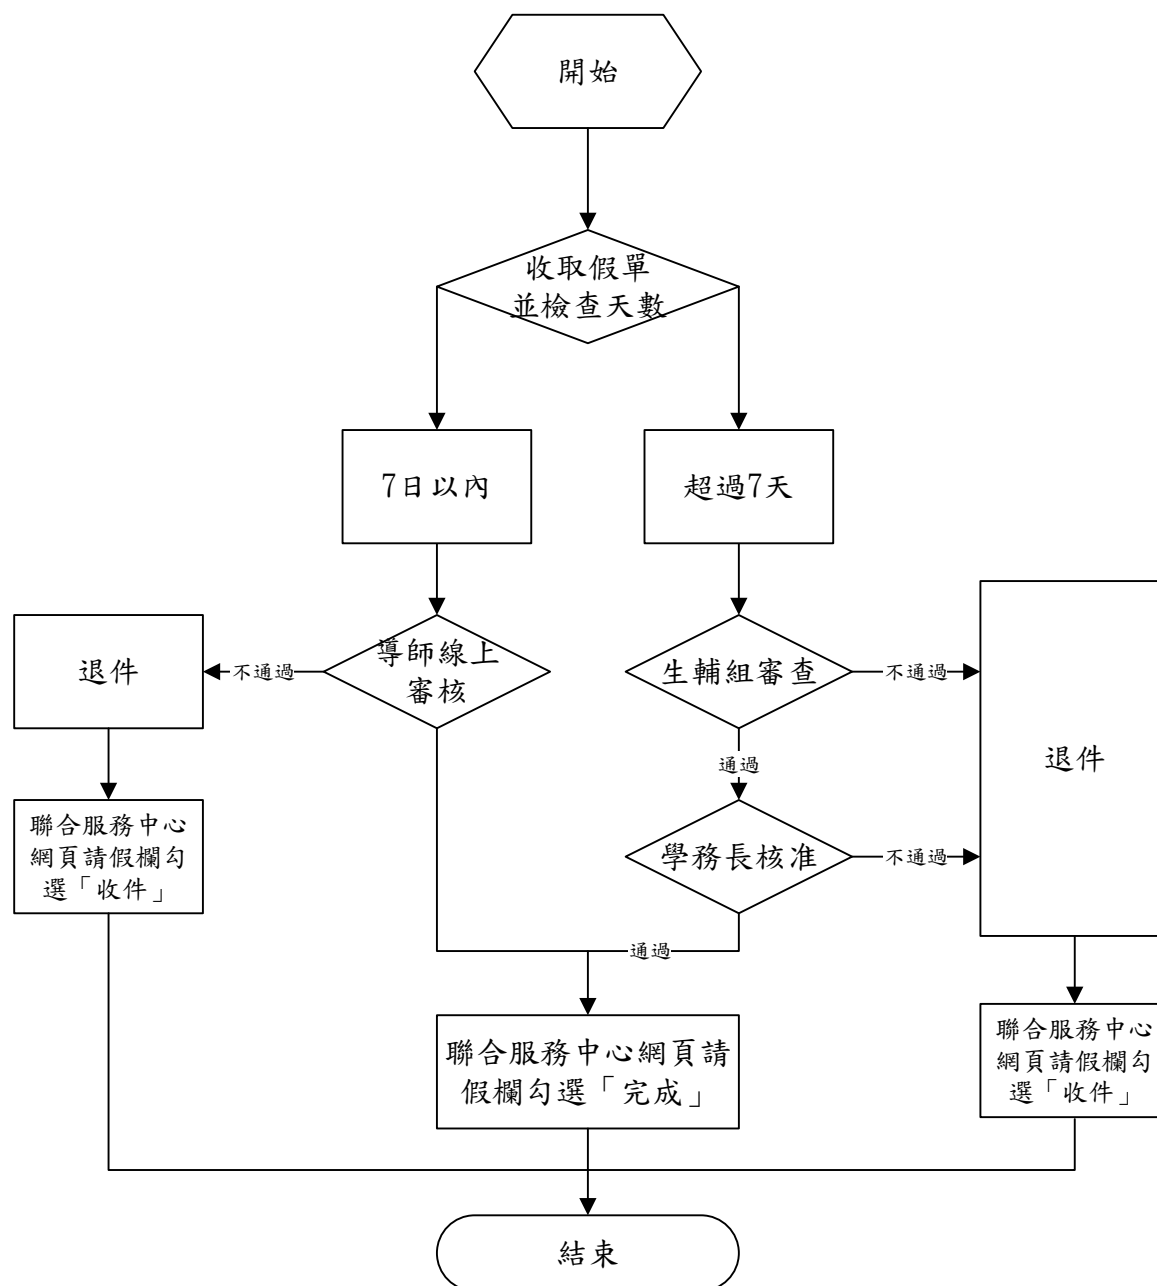 開始
收取假單
並檢查天數
7日以內
超過7天
退件
不通過
導師線上
審核
生輔組審查
不通過
退件
通過
聯合服務中心
網頁請假欄勾
選「收件」
學務長核准
不通過
通過
聯合服務中心網頁請
假欄勾選「完成」
聯合服務中心
網頁請假欄勾
選「收件」
結束